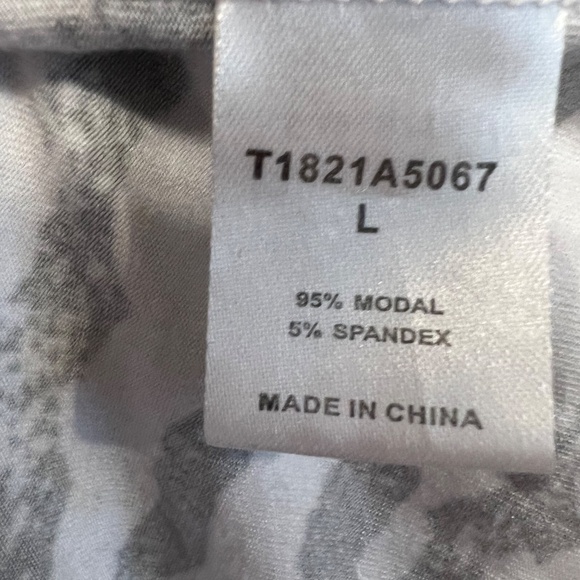 T1821A5067
L
95% MODAL
5% SPANDEX
MADE IN CHINA